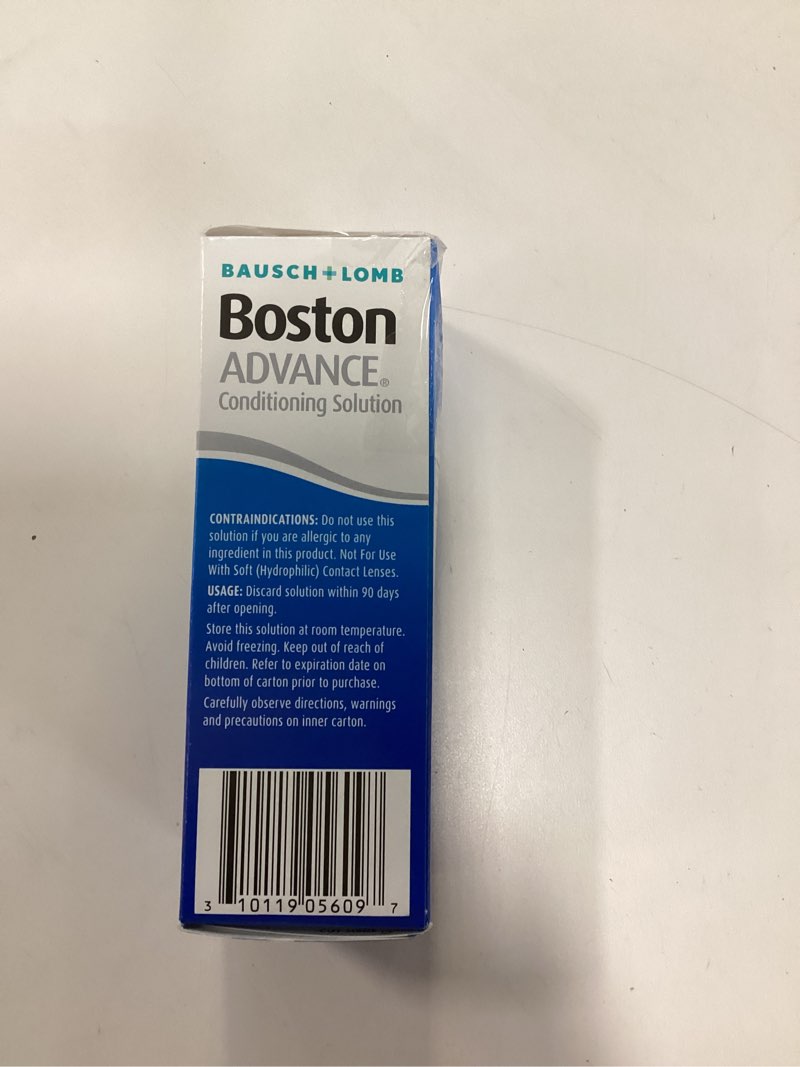 BAUSCH+LOMB
Boston
ADVANCE®
Conditioning Solution
CONTRAINDICATIONS: Do not use this
solution if you are allergic to any
ingredient in this product. Not For Use
With Soft (Hydrophilic) Contact Lenses.
USAGE: Discard solution within 90 days
after opening.
Store this solution at room temperature.
Avoid freezing. Keep out of reach of
children. Refer to expiration date on
bottom of carton prior to purchase.
Carefully observe directions, warnings
and precautions on inner carton.
3 10119 05609 7